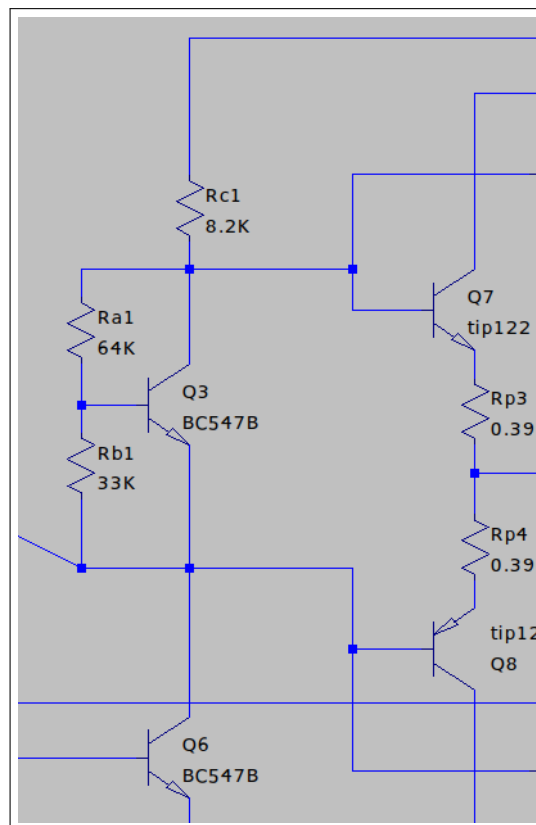 Rc1
8.2K
Q7
tip122
Ra1
64K
Q3
BC547B
Rp3
0.39
Rb1
33K
Rp4
0.39
tip12
Q8
Q6
BC547B